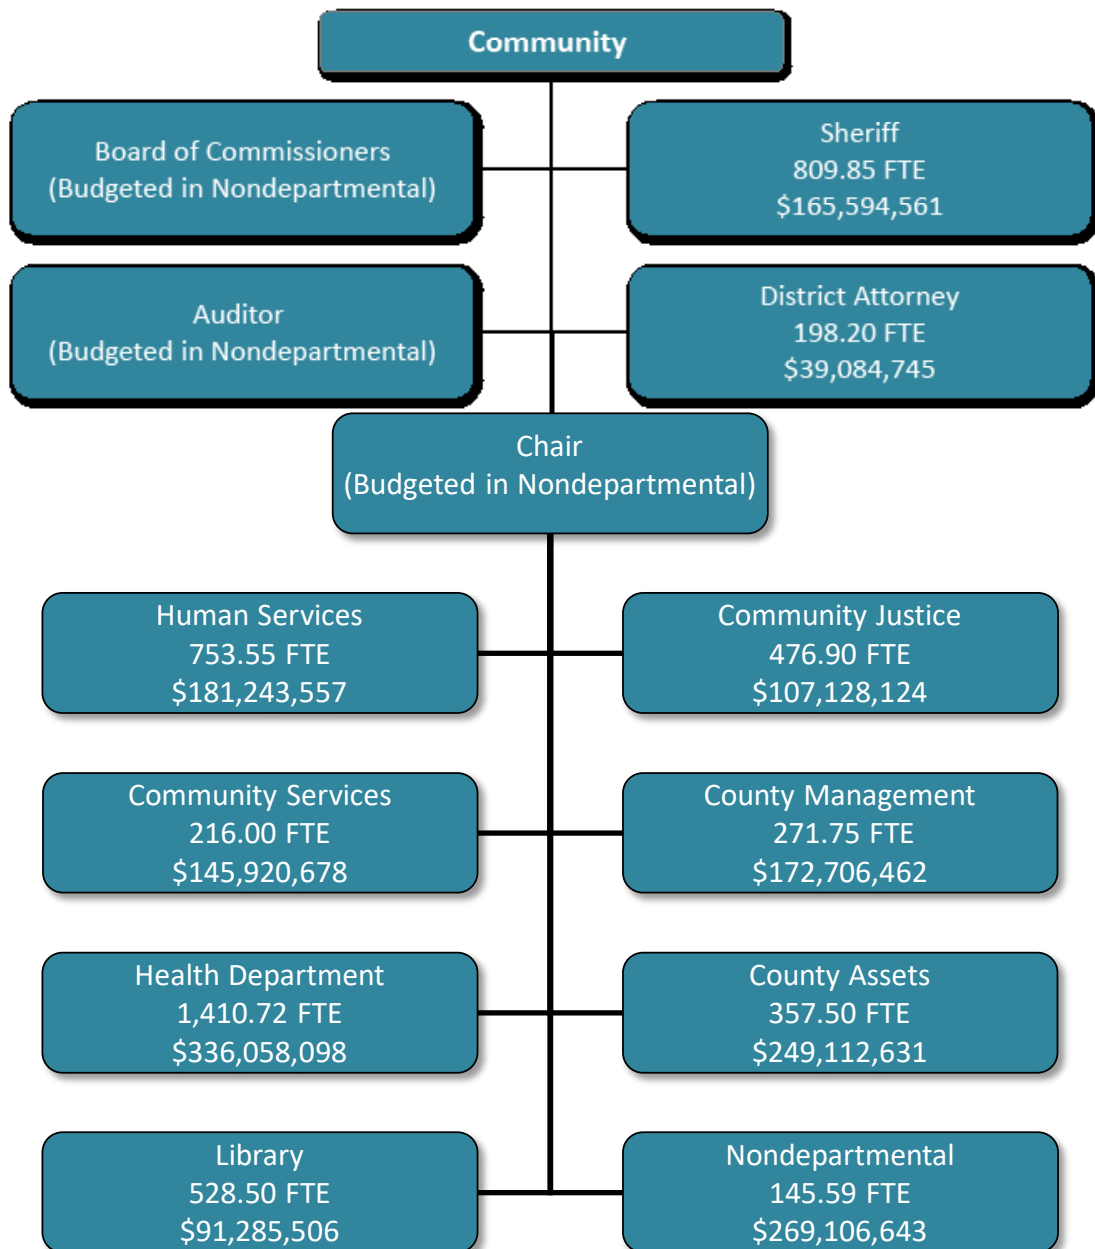 Community
Board of Commissioners
(Budgeted in Nondepartmental)
Sheriff
809.85 FTE
$165,594,561
Auditor
(Budgeted in Nondepartmental)
District Attorney
198.20 FTE
$39,084,745
Chair
(Budgeted in Nondepartmental)
Human Services
753.55 FTE
$181,243,557
Community Justice
476.90 FTE
$107,128,124
Community Services
216.00 FTE
$145,920,678
County Management
271.75 FTE
$172,706,462
Health Department
1,410.72 FTE
$336,058,098
County Assets
357.50 FTE
$249,112,631
Library
528.50 FTE
$91,285,506
Nondepartmental
145.59 FTE
$269,106,643